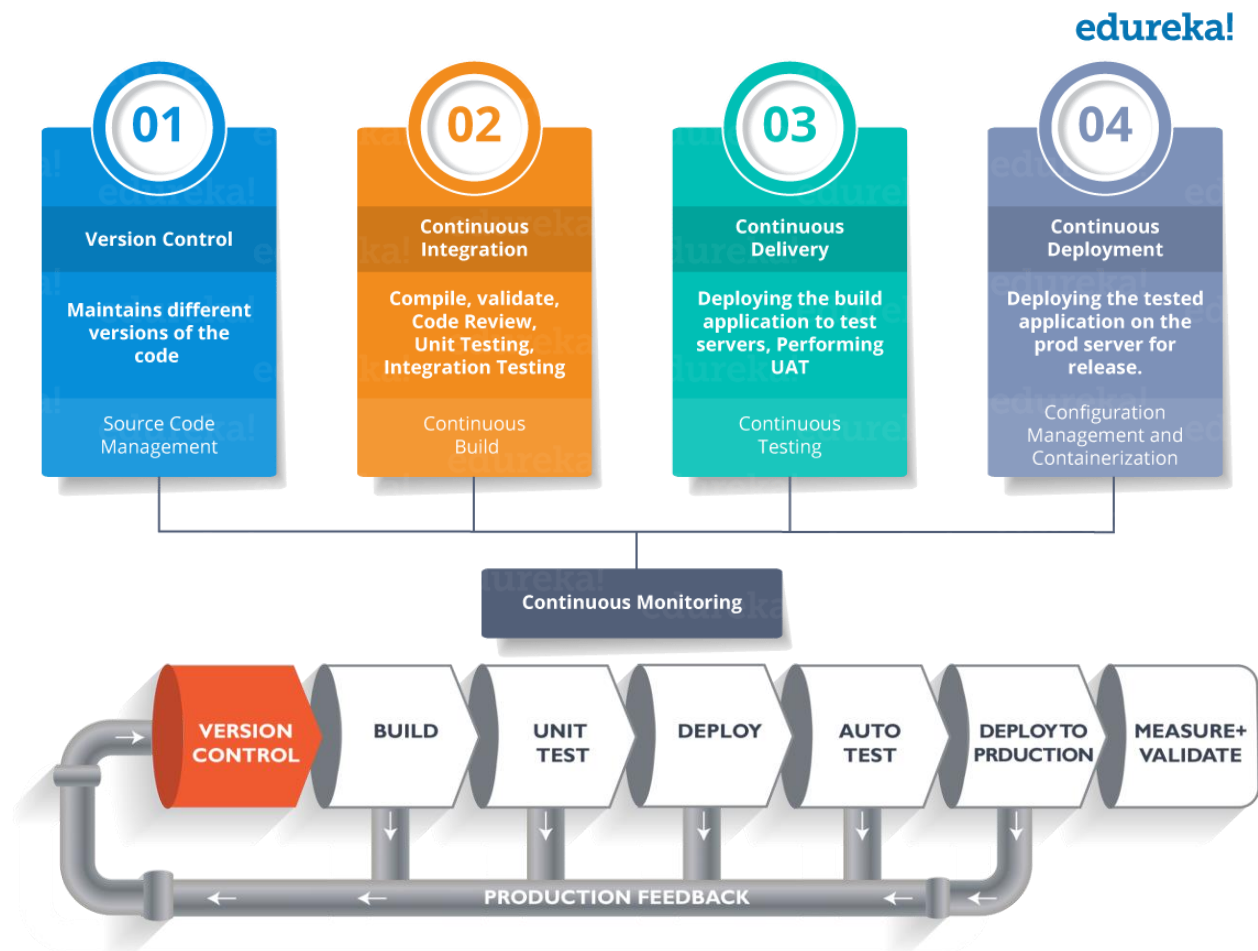 edureka!
01
Version Control
Maintains different
versions of the
code
Source Code
Management
02
Continuous
Integration
Compile, validate,
Code Review,
Unit Testing,
Integration Testing
Continuous
Build
03
Continuous
Delivery
Deploying the build
application to test
servers, Performing
UAT
Continuous
Testing
04
Continuous
Deployment
Deploying the tested
application on the
prod server for
release.
Configuration
Management and
Containerization
Continuous Monitoring
VERSION
CONTROL
BUILD
UNIT
TEST
DEPLOY
AUTO
TEST
DEPLOY TO
PRDUCTION
MEASURE+
VALIDATE
PRODUCTION FEEDBACK